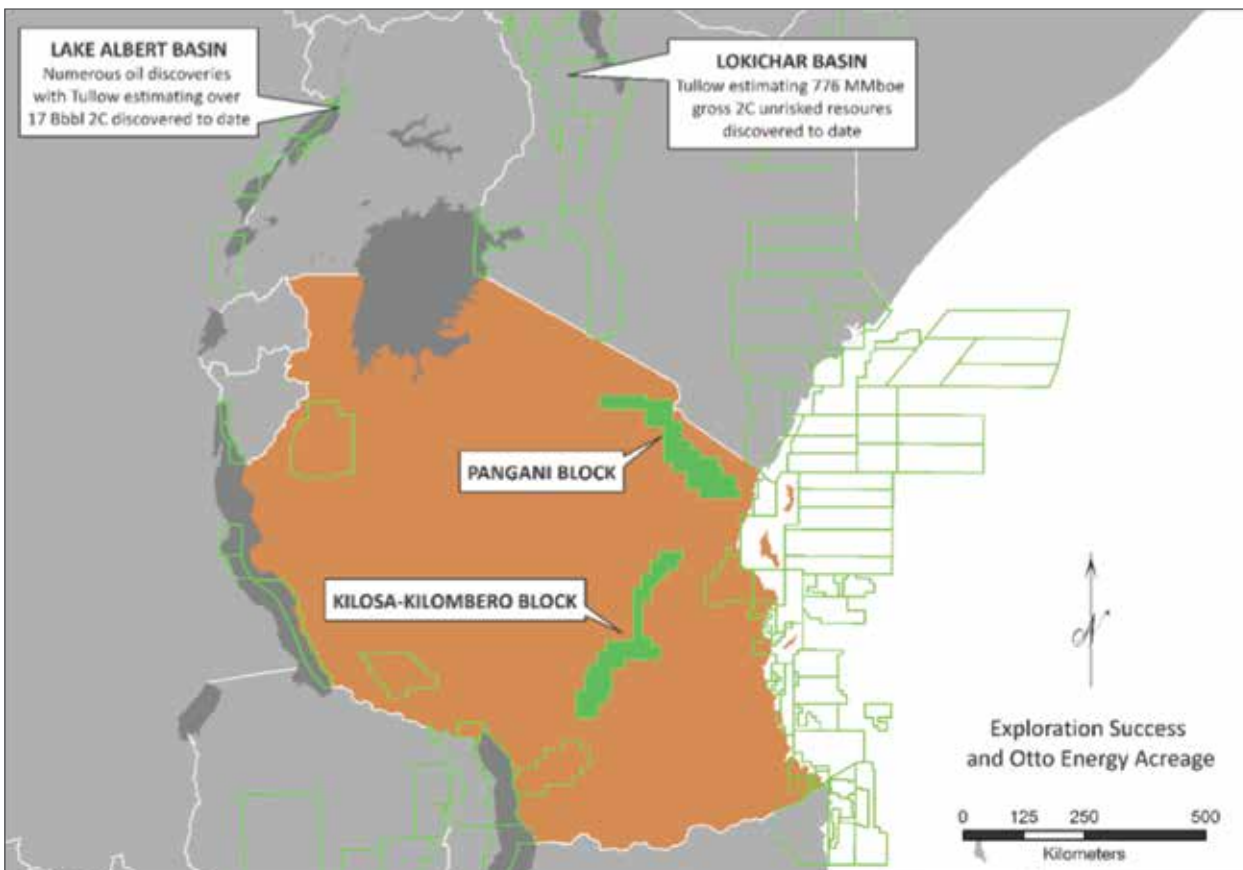 LAKE ALBERT BASIN
Numerous oil discoveries
with Tullow estimating over
17 Bbbl 2C discovered to date
LOKICHAR BASIN
Tullow estimating 776 MMboe
gross 2C unrisked resoures
discovered to date
PANGANI BLOCK
KILOSA-KILOMBERO BLOCK
Exploration Success
and Otto Energy Acreage
0 125 250 500
Kilometers